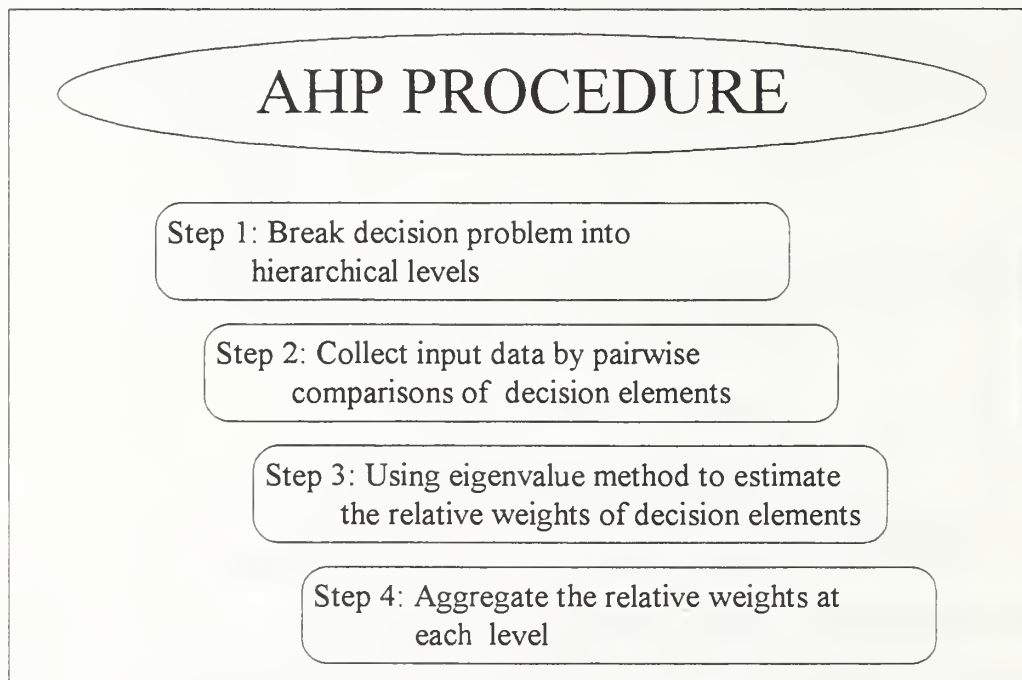 AHP PROCEDURE
Step 1: Break decision problem into
hierarchical levels
Step 2: Collect input data by pairwise
comparisons of decision elements
Step 3: Using eigenvalue method to estimate
the relative weights of decision elements
Step 4: Aggregate the relative weights at
each level